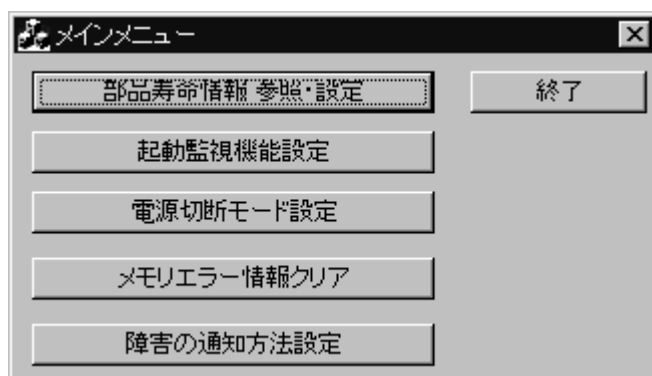 メインメニュー
部品寿命情報 参照・設定
終了
起動監視機能設定
電源切断モード設定
メモリエラー情報クリア
障害の通知方法設定